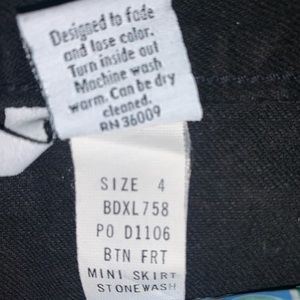 Designed to fade
and lose color.
Turn inside out
Machine wash
warm. Can be dry
cleaned.
RN 36009
SIZE 4
BDXL758
PO D1106
BTN FRT
MINI SKIRT
STONEWASH